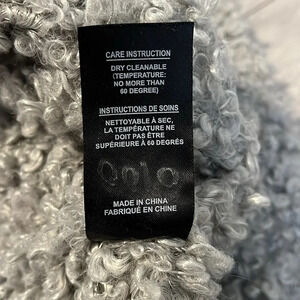 CARE INSTRUCTION
DRY CLEANABLE
(TEMPERATURE:
NO MORE THAN
60 DEGREE)
INSTRUCTIONS DE SOINS
NETTOYABLE À SEC,
LA TEMPÉRATURE NE
DOIT PAS ÊTRE
SUPÉRIEURE À 60 DEGRÉS
MADE IN CHINA
FABRIQUÉ EN CHINE